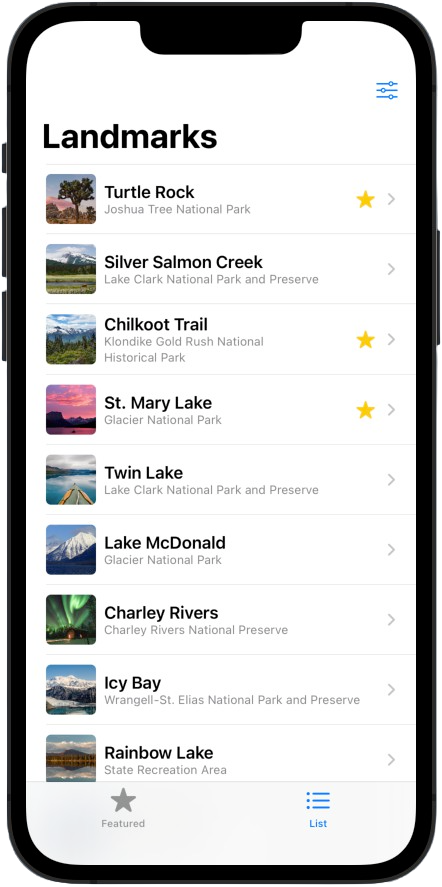 Landmarks
Turtle Rock
Joshua Tree National Park
Silver Salmon Creek
Lake Clark National Park and Preserve
Chilkoot Trail
Klondike Gold Rush National
Historical Park
St. Mary Lake
Glacier National Park
Twin Lake
Lake Clark National Park and Preserve
Lake McDonald
Glacier National Park
Charley Rivers
Charley Rivers National Preserve
Icy Bay
Wrangell-St. Elias National Park and Preserve
Rainbow Lake
State Recreation Area
Featured
List